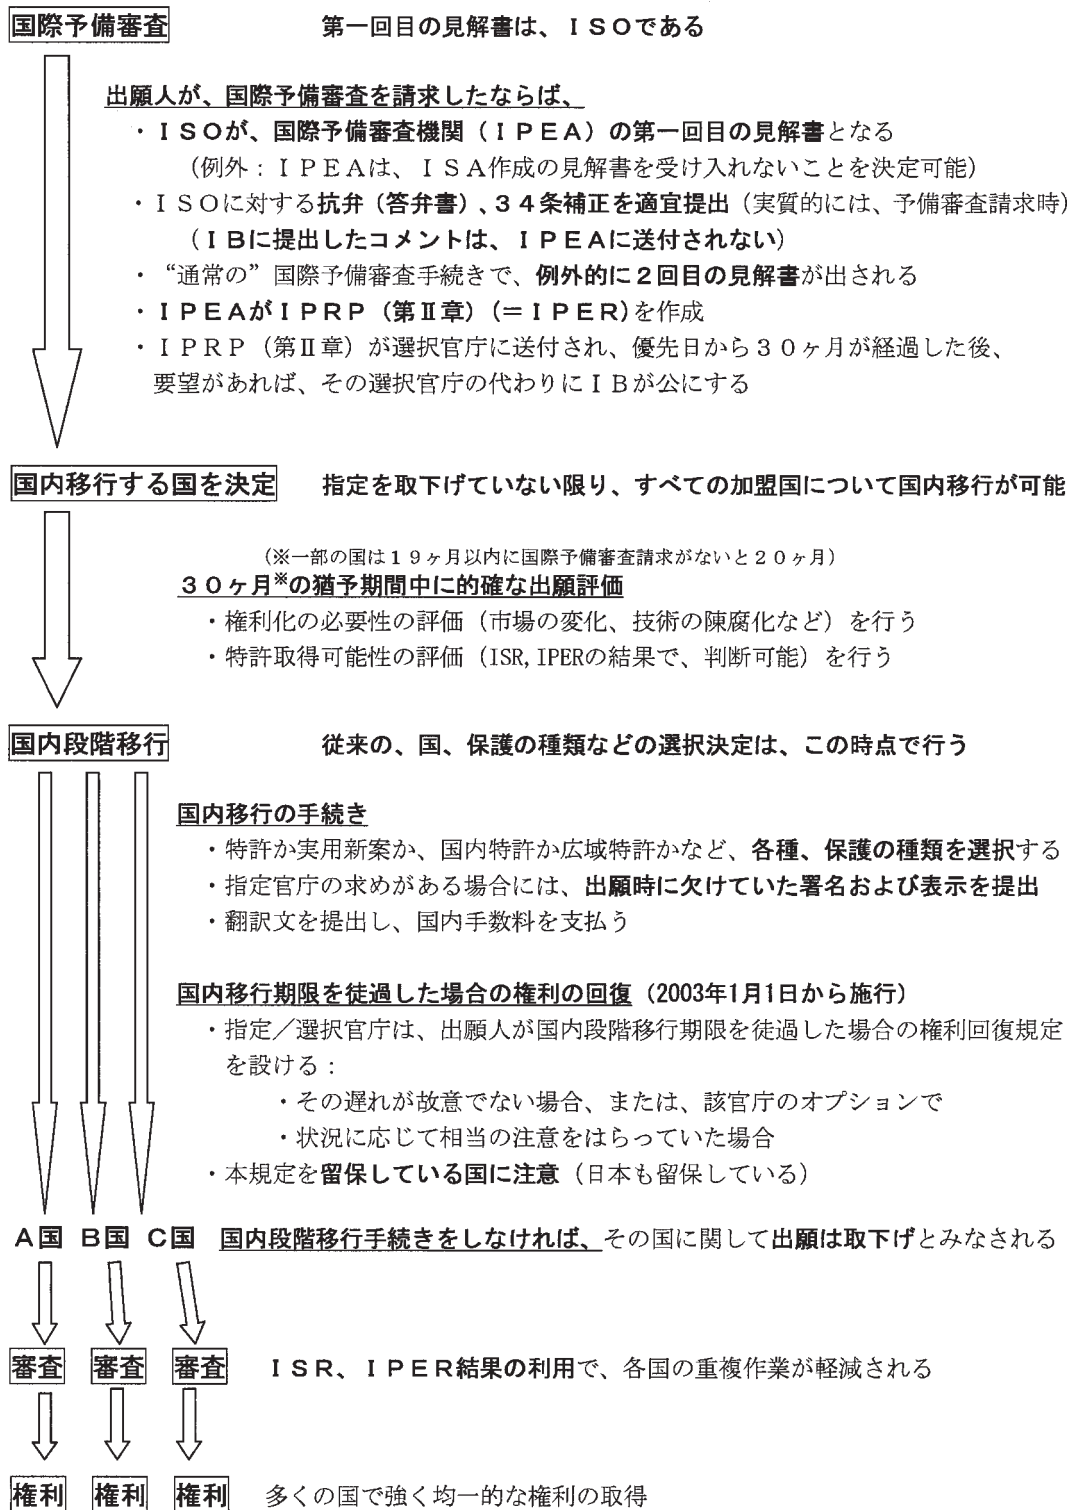 国際予備審査　第一回目の見解書は、ＩＳＯである
出願人が、国際予備審査を請求したならば、
・ＩＳＯが、国際予備審査機関（ＩＰＥＡ）の第一回目の見解書となる
（例外：ＩＰＥＡは、ＩＳＡ作成の見解書を受け入れないことを決定可能）
・ＩＳＯに対する抗弁（答弁書）、３４条補正を適宜提出（実質的には、予備審査請求時）
（ＩＢに提出したコメントは、ＩＰＥＡに送付されない）
・“通常の”国際予備審査手続きで、例外的に２回目の見解書が出される
・ＩＰＥＡがＩＰＲＰ（第Ⅱ章）（＝ＩＰＥＲ）を作成
・ＩＰＲＰ（第Ⅱ章）が選択官庁に送付され、優先日から３０ヶ月が経過した後、
要望があれば、その選択官庁の代わりにＩＢが公にする
国内移行する国を決定　指定を取下げていない限り、すべての加盟国について国内移行が可能
（※一部の国は１９ヶ月以内に国際予備審査請求がないと２０ヶ月）
３０ヶ月※の猶予期間中に的確な出願評価
・権利化の必要性の評価（市場の変化、技術の陳腐化など）を行う
・特許取得可能性の評価（ISR, IPERの結果で、判断可能）を行う
国内段階移行　従来の、国、保護の種類などの選択決定は、この時点で行う
国内移行の手続き
・特許か実用新案か、国内特許か広域特許かなど、各種、保護の種類を選択する
・指定官庁の求めがある場合には、出願時に欠けていた署名および表示を提出
・翻訳文を提出し、国内手数料を支払う
国内移行期限を徒過した場合の権利の回復（2003年1月1日から施行）
・指定／選択官庁は、出願人が国内段階移行期限を徒過した場合の権利回復規定
を設ける：
・その遅れが故意でない場合、または、該官庁のオプションで
・状況に応じて相当の注意をはらっていた場合
・本規定を留保している国に注意（日本も留保している）
Ａ国　Ｂ国　Ｃ国　国内段階移行手続きをしなければ、その国に関して出願は取下げとみなされる
審査　審査　審査　ＩＳＲ、ＩＰＥＲ結果の利用で、各国の重複作業が軽減される
権利　権利　権利　多くの国で強く均一的な権利の取得